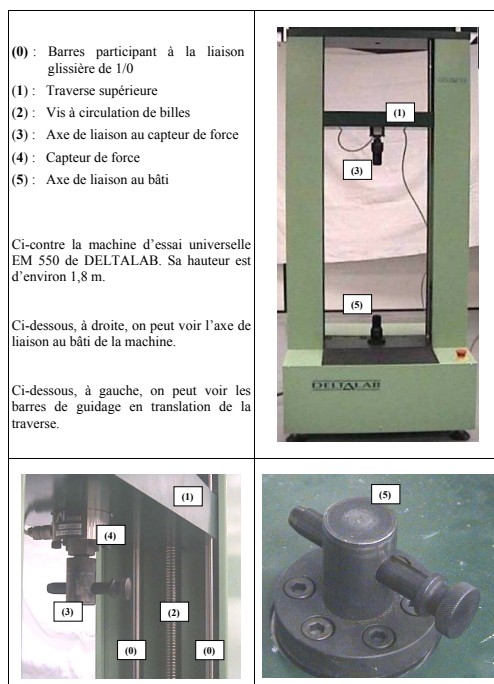 (0) : Barres participant à la liaison
glissière de 1/0
(1) : Traverse supérieure
(2) : Vis à circulation de billes
(3) : Axe de liaison au capteur de force
(4) : Capteur de force
(5) : Axe de liaison au bâti
Ci-contre la machine d'essai universelle
EM 550 de DELTALAB. Sa hauteur est
d'environ 1,8 m.
Ci-dessous, à droite, on peut voir l'axe de
liaison au bâti de la machine.
Ci-dessous, à gauche, on peut voir les
barres de guidage en translation de la
traverse.
(1)
(3)
(5)
DELTALAB
(1)
(4)
(3)
(2)
(0)
(0)
(5)